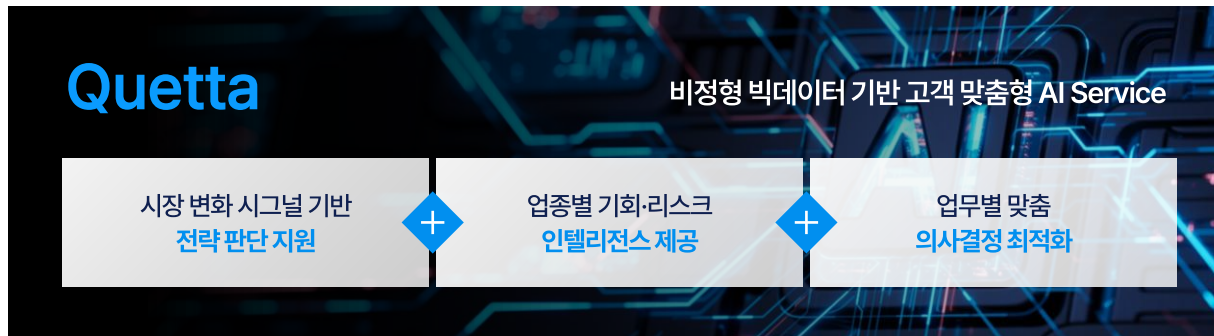 Quetta
비정형 빅데이터 기반 고객 맞춤형 AI Service
시장 변화 시그널 기반
전략 판단 지원
업종별 기회·리스크
인텔리전스 제공
업무별 맞춤
의사결정 최적화
AI